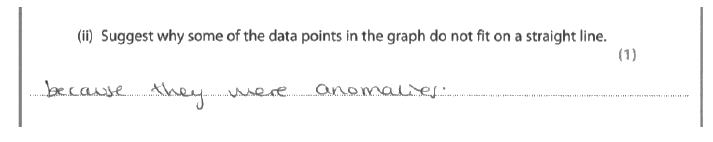 (ii) Suggest why some of the data points in the graph do not fit on a straight line.
(1)
because they were anomalies.